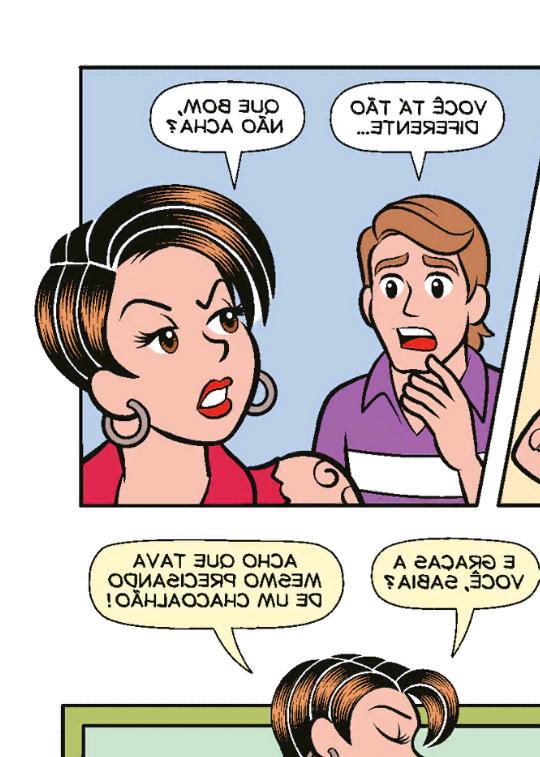 VOCÊ TÁ TÃO
DIFERENTE...
QUE BOM,
NÃO ACHA?
E GRAÇAS A
VOCÊ, SABIA?
ACHO QUE TAVA
MESMO PRECISANDO
DE UM CHACOALHÃO!